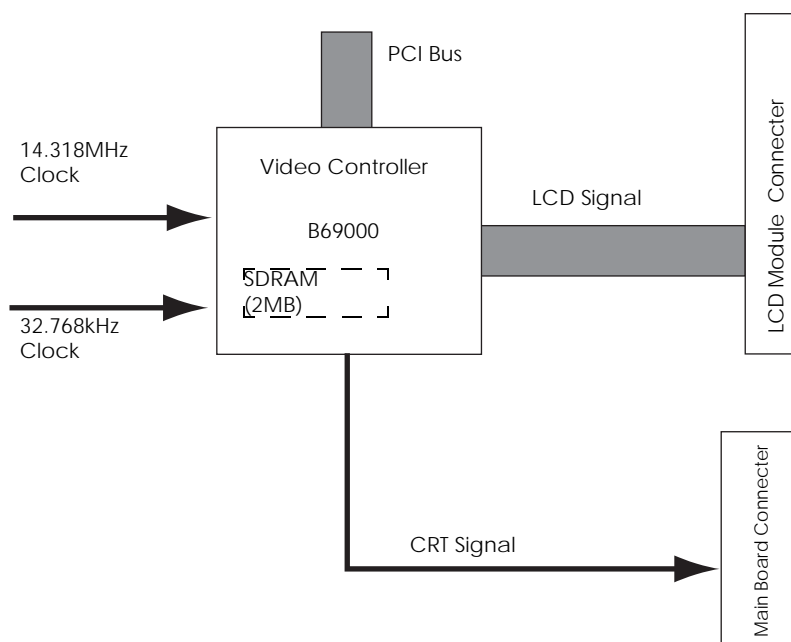 PCI Bus
14.318MHz
Clock
Video Controller
B69000
SDRAM
(2MB)
LCD Signal
LCD Module Connecter
32.768kHz
Clock
CRT Signal
Main Board Connecter